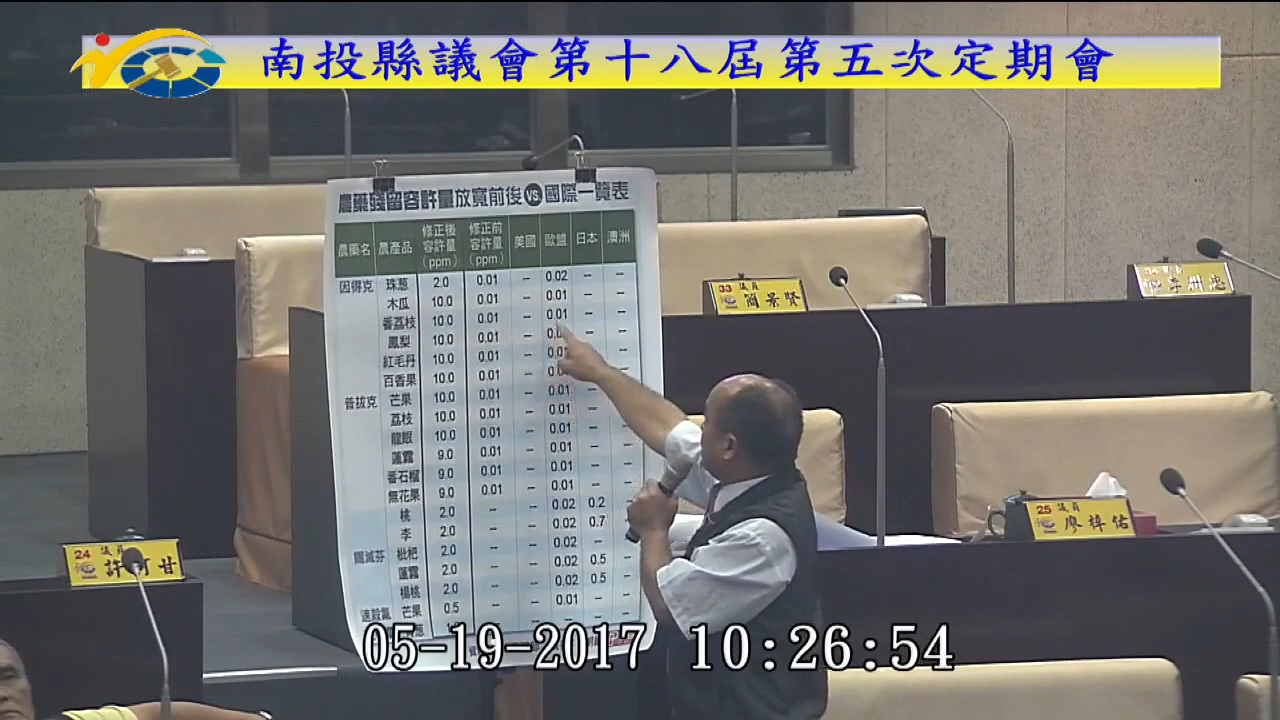 南投縣議會第十八屆第五次定期會
農藥殘留容許量放寬前後VS.國際一覽表
農藥名 農產品 修正後容許量(ppm) 修正前容許量(ppm) 美國 歐盟 日本 澳洲
因得克 珠蔥 2.0 0.01 -- 0.02 -- --
木瓜 10.0 0.01 -- 0.01 -- --
番荔枝 10.0 0.01 -- 0.01 -- --
鳳梨 10.0 0.01 --
紅毛丹 10.0 0.01 --
百香果 10.0 0.01 --
普拔克 芒果 10.0 0.01 -- 0.01 -- --
荔枝 10.0 0.01 -- 0.01
龍眼 10.0 0.01 -- 0.01
蓮霧 9.0 0.01 -- 0.01 --
番石榴 9.0 0.01 -- 0.01 --
無花果 9.0 0.01 -- 0.01 --
桃 2.0 -- -- 0.02 0.2 --
李 2.0 -- -- 0.02 0.7 --
賜滅芬 枇杷 2.0 -- -- 0.02 -- --
蓮霧 2.0 -- -- 0.02 0.5 --
楊桃 2.0 -- -- 0.02 0.5 --
速殺氟 芒果 0.5 -- -- 0.01 -- --
33 議員
簡景賢
25 議員
廖梓佑
24 議員
許阿甘
05-19-2017 10:26:54